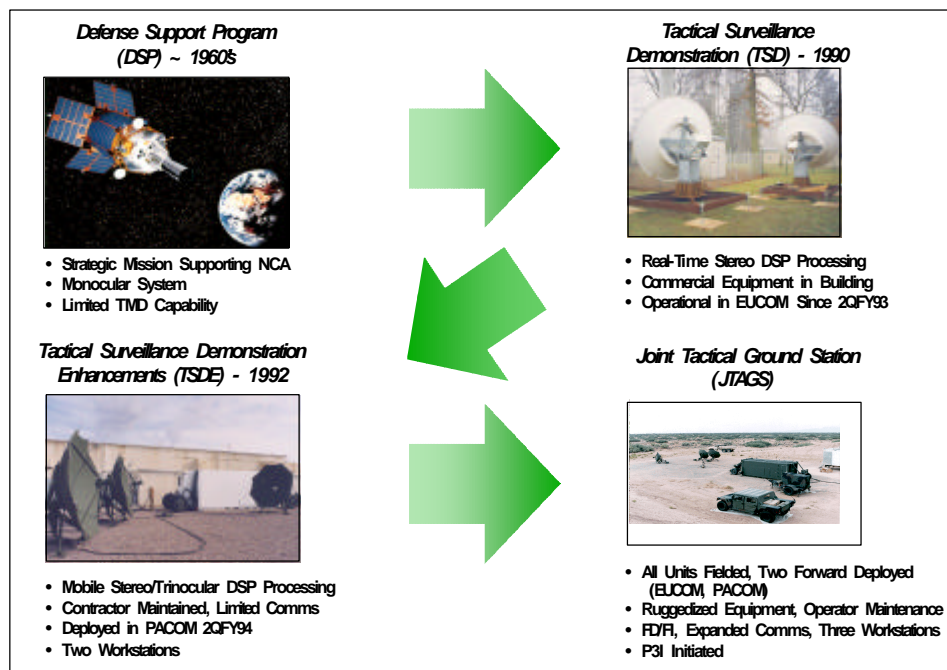 Defense Support Program
(DSP) ~ 1960's
• Strategic Mission Supporting NCA
• Monocular System
• Limited TMD Capability
Tactical Surveillance
Demonstration (TSD) - 1990
• Real-Time Stereo DSP Processing
• Commercial Equipment in Building
• Operational in EUCOM Since 2QFY93
Tactical Surveillance Demonstration
Enhancements (TSDE) - 1992
• Mobile Stereo/Trinocular DSP Processing
• Contractor Maintained, Limited Comms
• Deployed in PACOM 2QFY94
• Two Workstations
Joint Tactical Ground Station
(JTAGS)
• All Units Fielded, Two Forward Deployed
(EUCOM, PACOM)
• Ruggedized Equipment, Operator Maintenance
• FD/FI, Expanded Comms, Three Workstations
• P3I Initiated